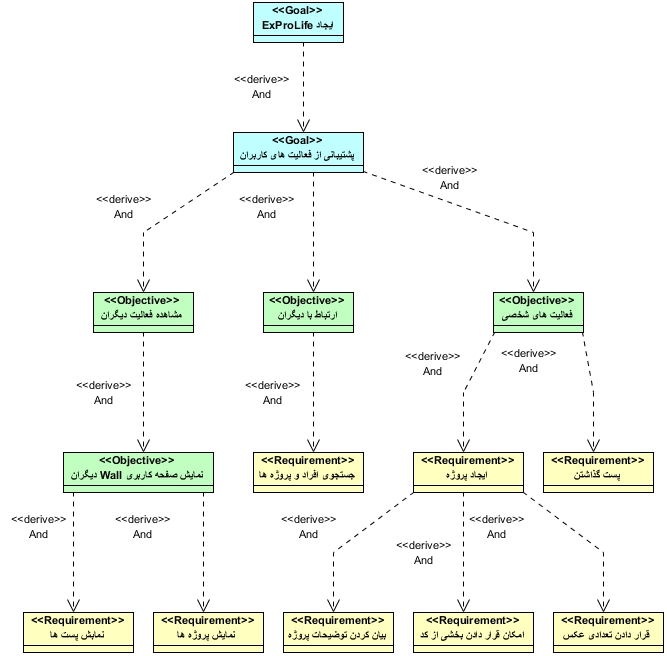 <<Goal>>
ایجاد ExProLife
<<derive>>
And
<<Goal>>
پشتیبانی از فعالیت های کاربران
<<derive>>
And
<<derive>>
And
<<derive>>
And
<<Objective>>
مشاهده فعالیت دیگران
<<Objective>>
ارتباط با دیگران
<<Objective>>
فعالیت های شخصی
<<derive>>
And
<<derive>>
And
<<derive>>
And
<<derive>>
And
<<Objective>>
نمایش صفحه کاربری Wall دیگران
<<Requirement>>
جستجوی افراد و پروژه ها
<<Requirement>>
ایجاد پروژه
<<Requirement>>
پست گذاشتن
<<derive>>
And
<<derive>>
And
<<derive>>
And
<<derive>>
And
<<derive>>
And
<<Requirement>>
نمایش پست ها
<<Requirement>>
نمایش پروژه ها
<<Requirement>>
بیان کردن توضیحات پروژه
<<Requirement>>
امکان قرار دادن بخشی از کد
<<Requirement>>
قرار دادن تعدادی عکس